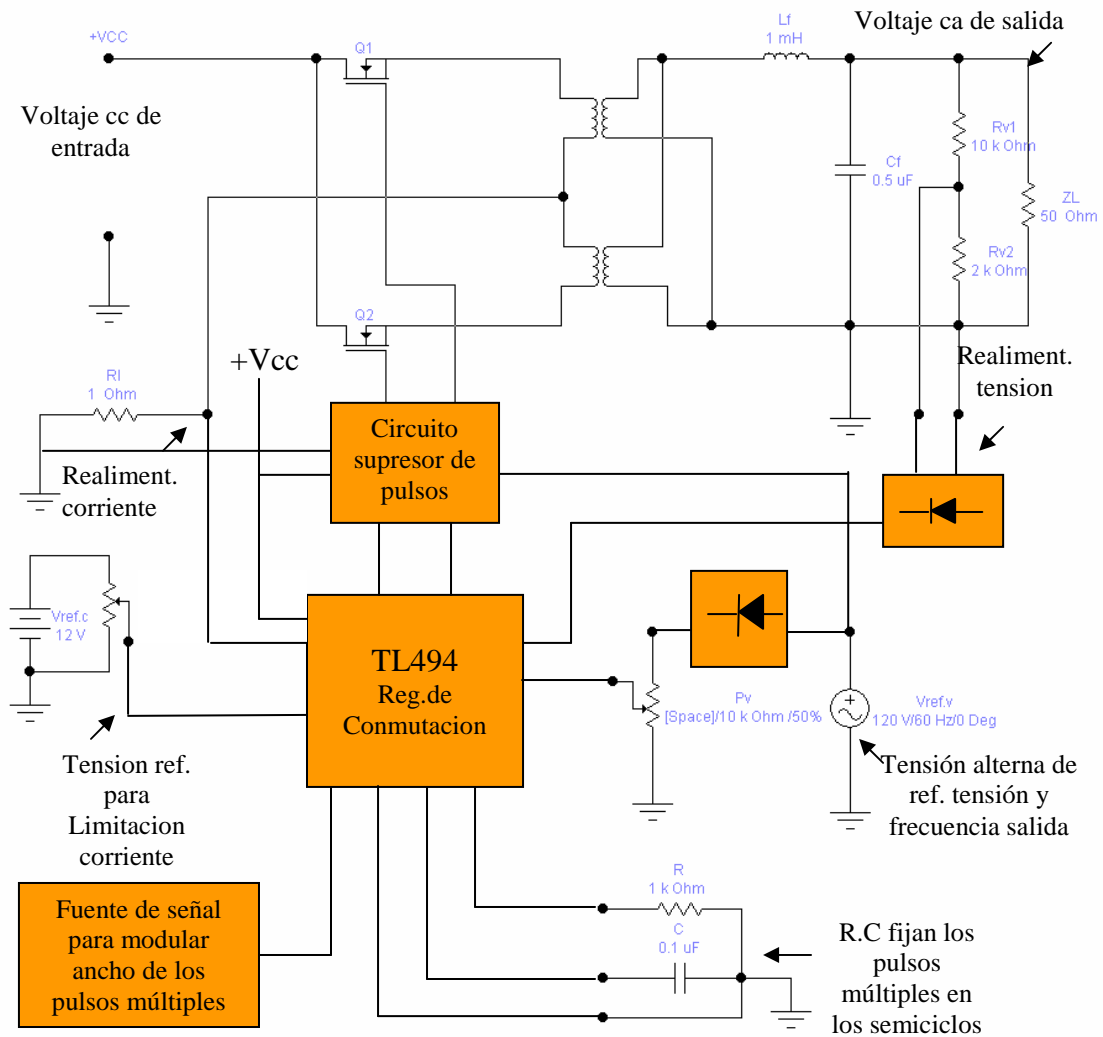 Voltaje ca de salida
Lf
1 mH
+VCC
Q1
Voltaje cc de
entrada
Rv1
10 k Ohm
Cf
0.5 uF
ZL
50 Ohm
Rv2
2 k Ohm
Q2
+Vcc
Realiment.
tension
RI
1 Ohm
Circuito
supresor de
pulsos
Realiment.
corriente
Vref.c
12 V
TL494
Reg.de
Conmutacion
Pv
[Space]/10 k Ohm /50%
Vref.v
120 V/60 Hz/0 Deg
Tension ref.
para
Limitacion
corriente
Tensión alterna de
ref. tensión y
frecuencia salida
Fuente de señal
para modular
ancho de los
pulsos múltiples
R
1 k Ohm
C
0.1 uF
R.C fijan los
pulsos
múltiples en
los semiciclos